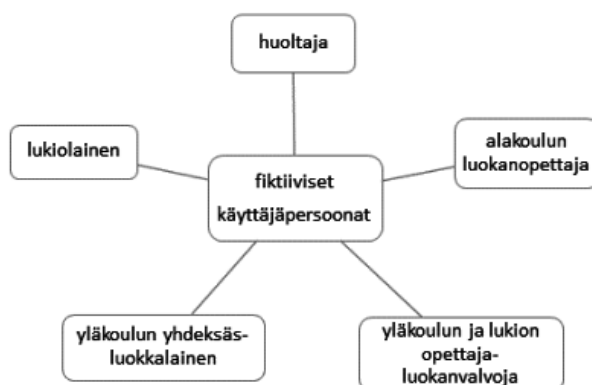 huoltaja
lukiolainen
alakoulun
luokanopettaja
fiktiiviset
käyttäjäpersoonat
yläkoulun yhdeksäs-
luokkalainen
yläkoulun ja lukion
opettaja-
luokanvalvoja